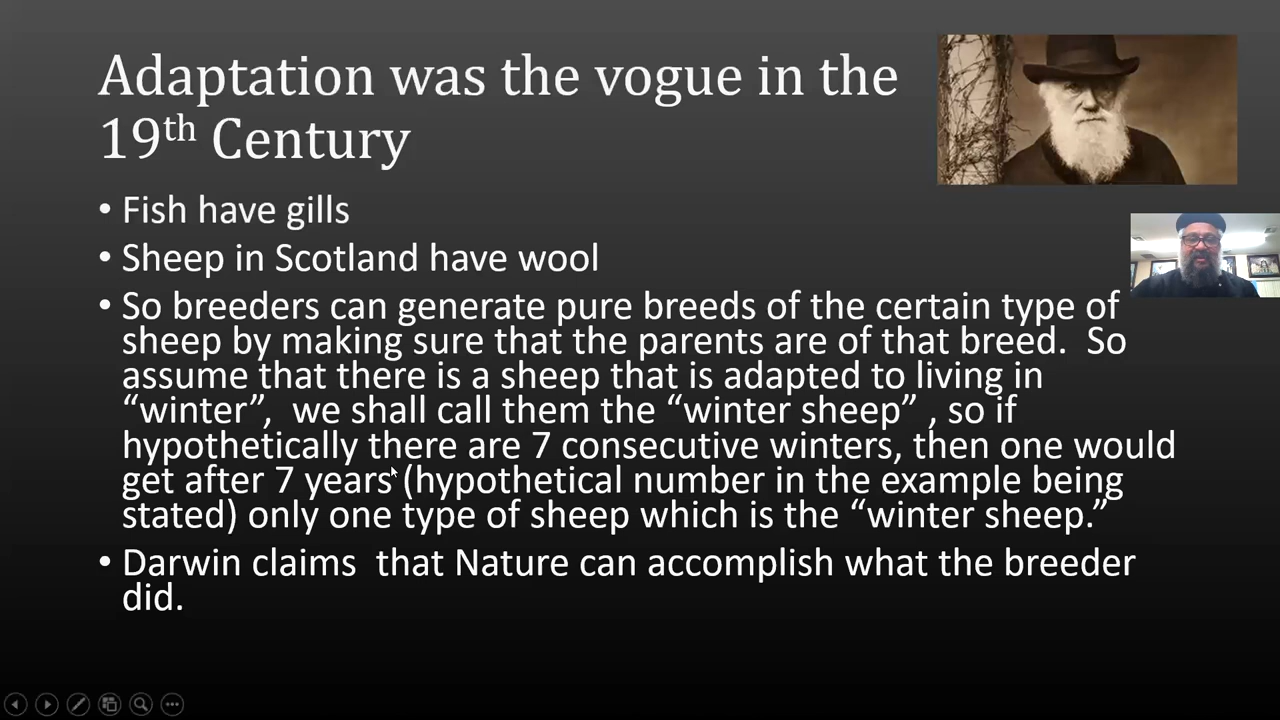 Adaptation was the vogue in the
19th Century
• Fish have gills
• Sheep in Scotland have wool
• So breeders can generate pure breeds of the certain type of
sheep by making sure that the parents are of that breed.  So
assume that there is a sheep that is adapted to living in
“winter”,  we shall call them the “winter sheep” , so if
hypothetically there are 7 consecutive winters, then one would
get after 7 years (hypothetical number in the example being
stated) only one type of sheep which is the “winter sheep.”
• Darwin claims  that Nature can accomplish what the breeder
did.